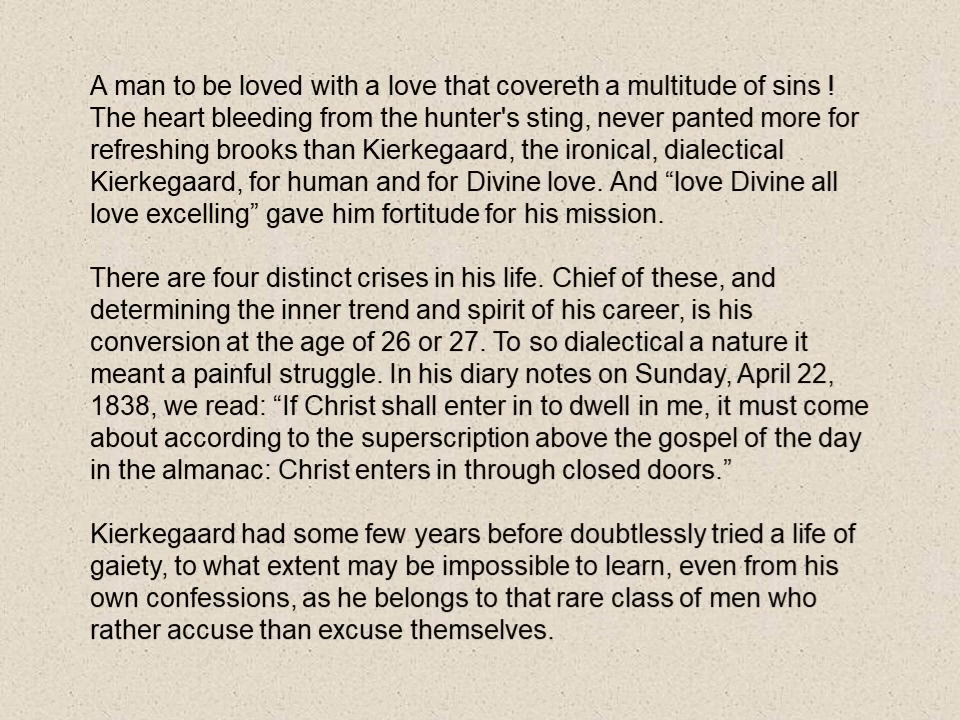 A man to be loved with a love that covereth a multitude of sins !
The heart bleeding from the hunter's sting, never panted more for
refreshing brooks than Kierkegaard, the ironical, dialectical
Kierkegaard, for human and for Divine love. And “love Divine all
love excelling” gave him fortitude for his mission.

There are four distinct crises in his life. Chief of these, and
determining the inner trend and spirit of his career, is his
conversion at the age of 26 or 27. To so dialectical a nature it
meant a painful struggle. In his diary notes on Sunday, April 22,
1838, we read: “If Christ shall enter in to dwell in me, it must come
about according to the superscription above the gospel of the day
in the almanac: Christ enters in through closed doors.”

Kierkegaard had some few years before doubtlessly tried a life of
gaiety, to what extent may be impossible to learn, even from his
own confessions, as he belongs to that rare class of men who
rather accuse than excuse themselves.